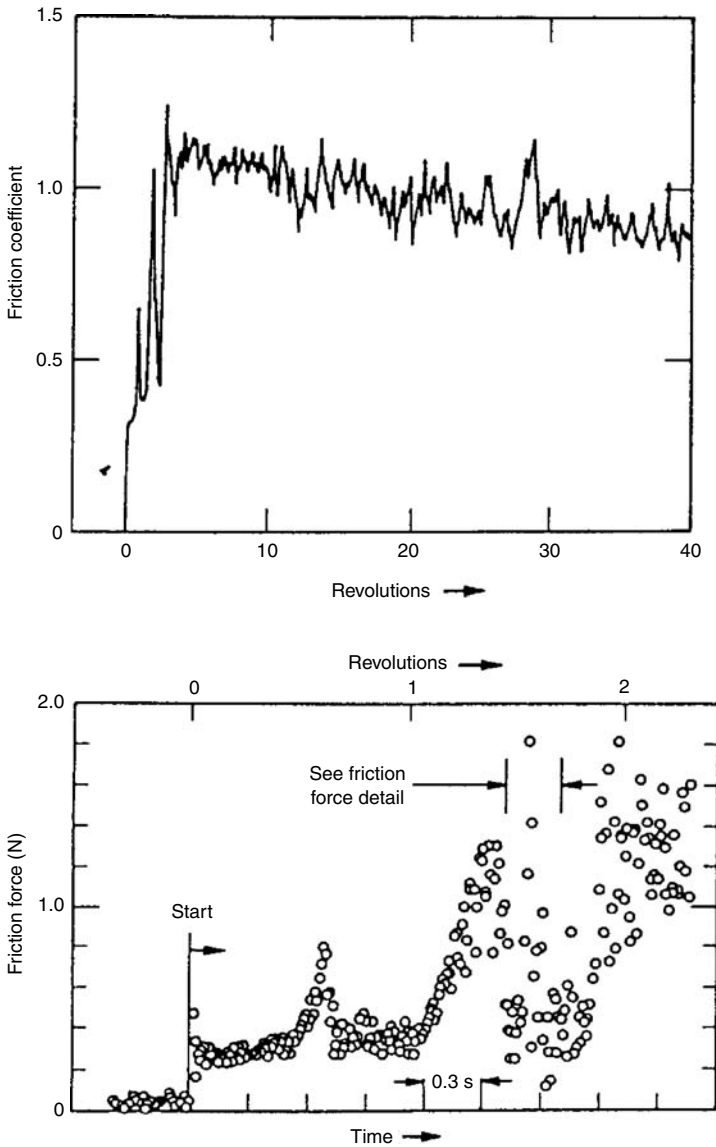 1.5
1.0
0.5
0
Friction coefficient
0 10 20 30 40
Revolutions
Revolutions
0 1 2
2.0
1.0
0
Friction force (N)
See friction
force detail
Start
0.3 s
Time